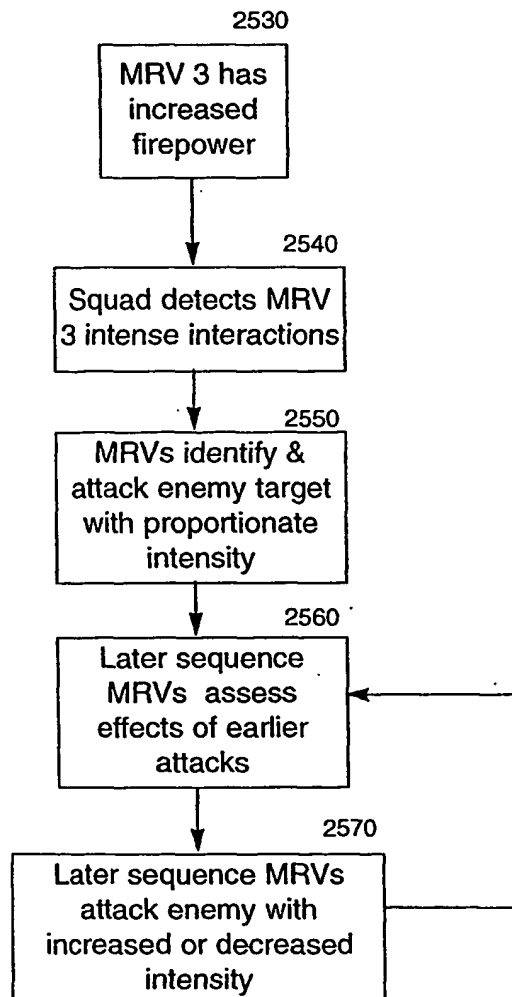 2530
MRV 3 has
increased
firepower
2540
Squad detects MRV
3 intense interactions
2550
MRVs identify &
attack enemy target
with proportionate
intensity
2560
Later sequence
MRVs assess
effects of earlier
attacks
2570
Later sequence MRVs
attack enemy with
increased or decreased
intensity